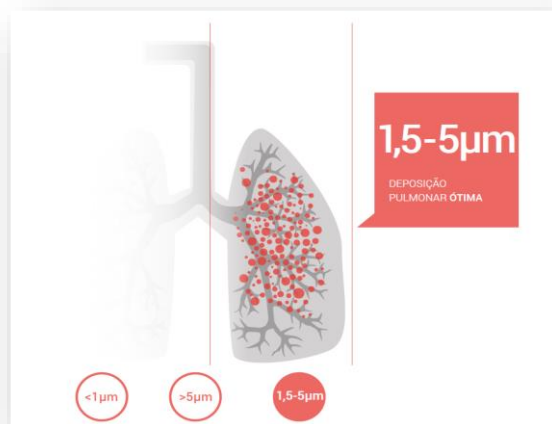 1,5-5µm
DEPOSIÇÃO
PULMONAR ÓTIMA
<1µm
>5µm
1,5-5µm